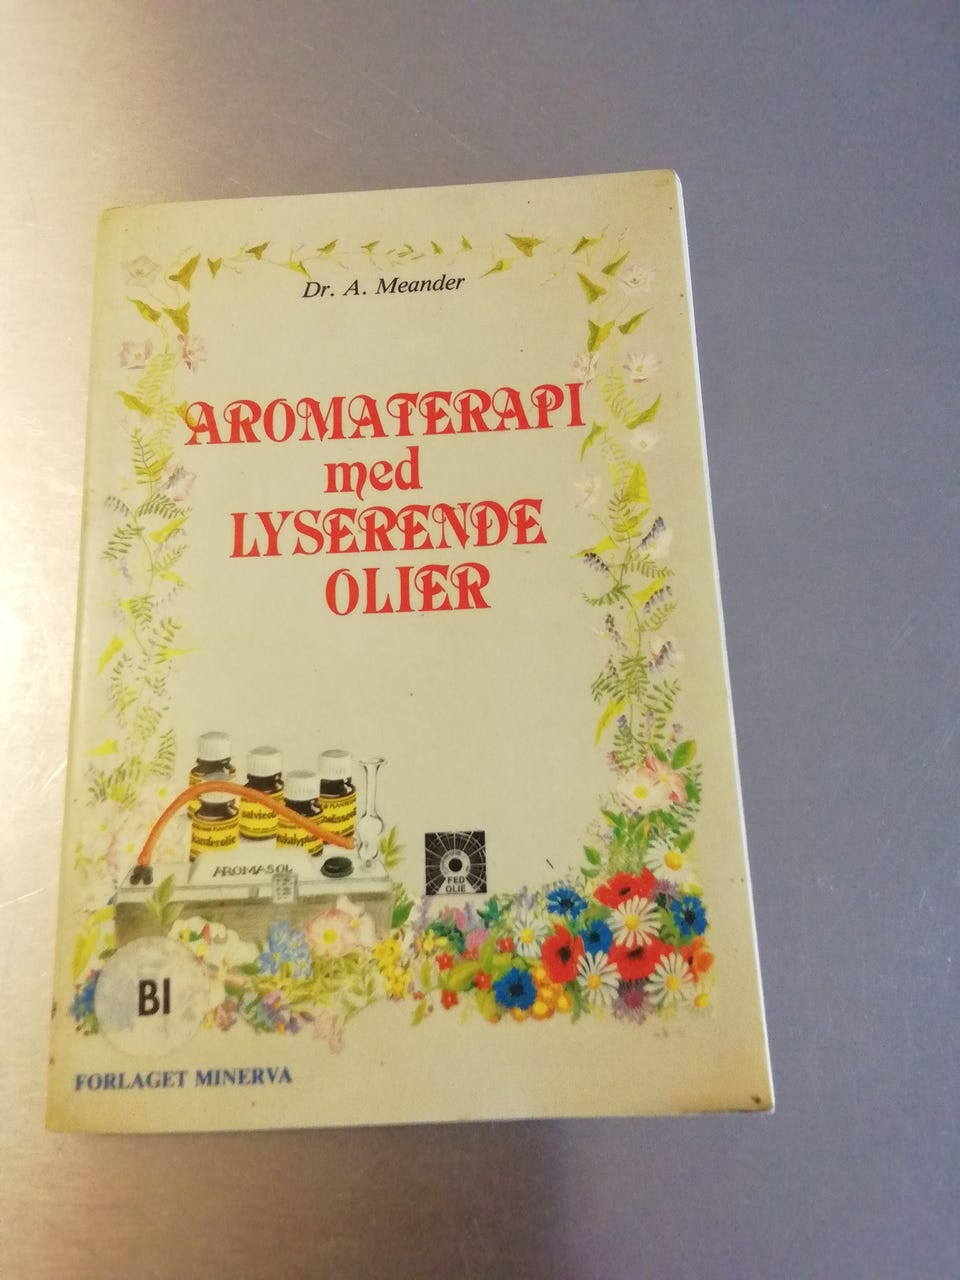 Dr. A. Meander
AROMATERAPI
med
LYSERENDE
OLIER
AROMASOL
FED
OLIE
BI
FORLAGET MINERVA